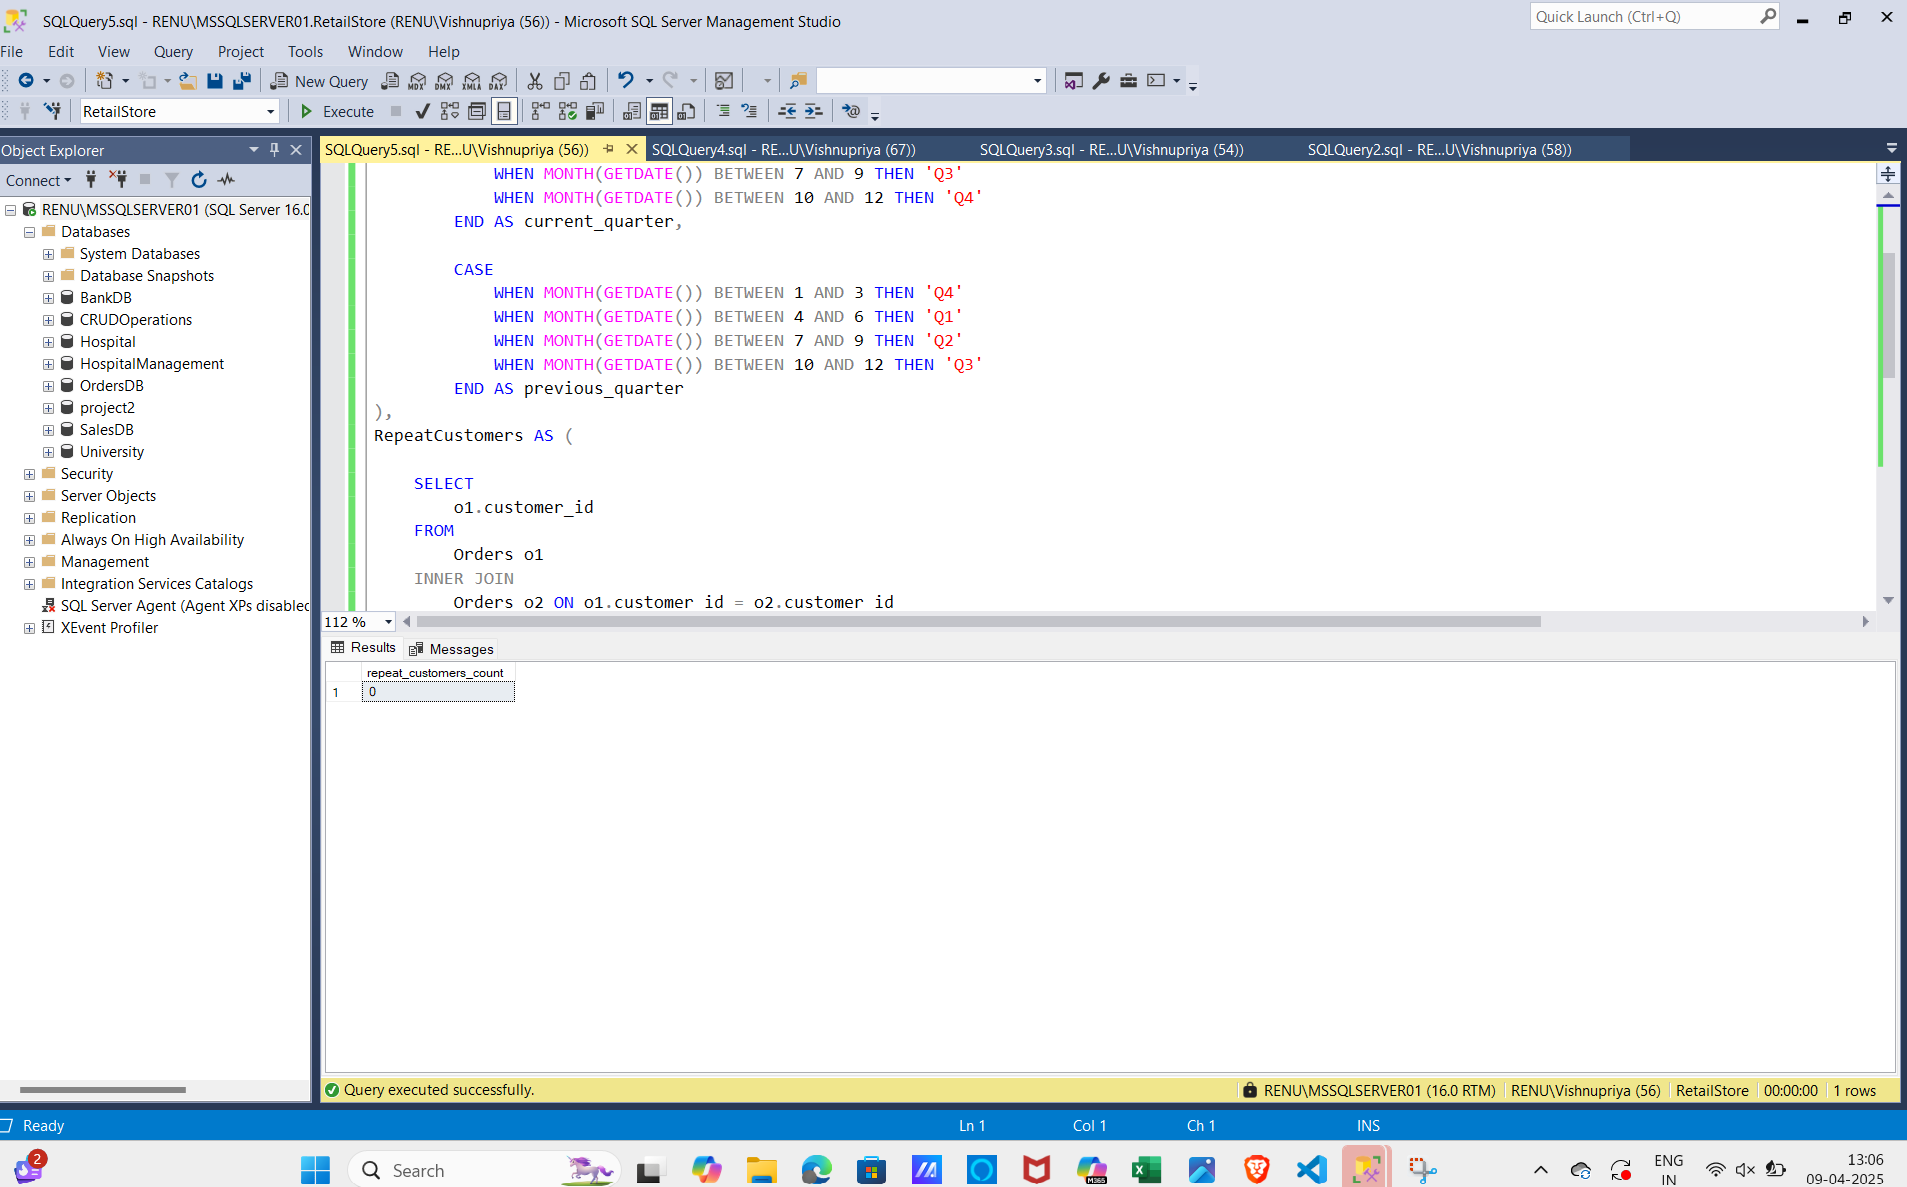 SQLQuery5.sql - RENU\MSSQLSERVER01.RetailStore (RENU\Vishnupriya (56)) - Microsoft SQL Server Management Studio
Quick Launch (Ctrl+Q)
File Edit View Query Project Tools Window Help
New Query MDX DMX XMLA DAX
RetailStore Execute
Object Explorer
SQLQuery5.sql - RE...U\Vishnupriya (56)) SQLQuery4.sql - RE...U\Vishnupriya (67)) SQLQuery3.sql - RE...U\Vishnupriya (54)) SQLQuery2.sql - RE...U\Vishnupriya (58))
Connect
RENU\MSSQLSERVER01 (SQL Server 16.0
Databases
System Databases
Database Snapshots
BankDB
CRUDOperations
Hospital
HospitalManagement
OrdersDB
project2
SalesDB
University
Security
Server Objects
Replication
Always On High Availability
Management
Integration Services Catalogs
SQL Server Agent (Agent XPs disabled
XEvent Profiler
WHEN MONTH(GETDATE()) BETWEEN 7 AND 9 THEN 'Q3'
WHEN MONTH(GETDATE()) BETWEEN 10 AND 12 THEN 'Q4'
END AS current_quarter,
CASE
WHEN MONTH(GETDATE()) BETWEEN 1 AND 3 THEN 'Q4'
WHEN MONTH(GETDATE()) BETWEEN 4 AND 6 THEN 'Q1'
WHEN MONTH(GETDATE()) BETWEEN 7 AND 9 THEN 'Q2'
WHEN MONTH(GETDATE()) BETWEEN 10 AND 12 THEN 'Q3'
END AS previous_quarter
),
RepeatCustomers AS (
SELECT
o1.customer_id
FROM
Orders o1
INNER JOIN
Orders o2 ON o1.customer_id = o2.customer_id
112 %
Results Messages
repeat_customers_count
1 0
Query executed successfully.
RENU\MSSQLSERVER01 (16.0 RTM) RENU\Vishnupriya (56) RetailStore 00:00:00 1 rows
Ready Ln 1 Col 1 Ch 1 INS
2
Search
M365
ENG
IN
13:06
09-04-2025